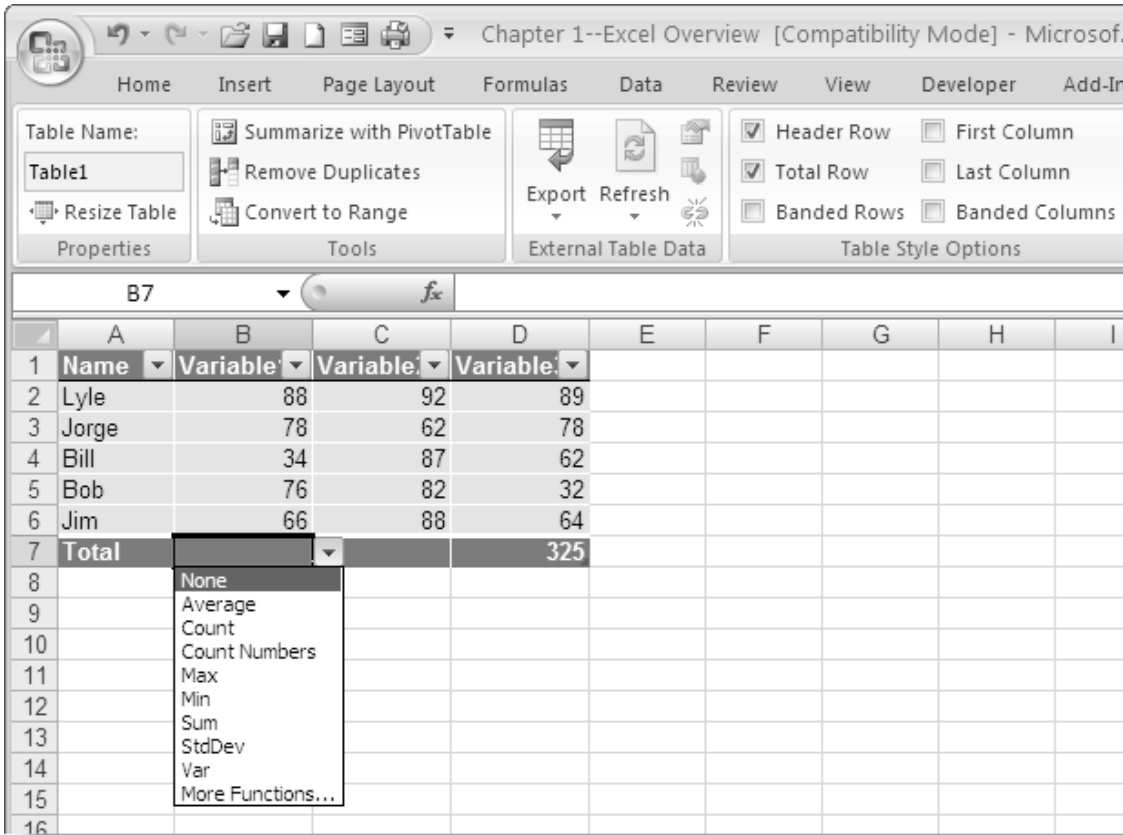 Chapter 1--Excel Overview [Compatibility Mode] - Microsof.
Home Insert Page Layout Formulas Data Review View Developer Add-In
Table Name:
Table1
Resize Table
Properties
Summarize with PivotTable
Remove Duplicates
Convert to Range
Tools
Export Refresh
External Table Data
Header Row First Column
Total Row Last Column
Banded Rows Banded Columns
Table Style Options
B7 fx
A B C D E F G H I
1 Name Variable Variable Variable
2 Lyle 88 92 89
3 Jorge 78 62 78
4 Bill 34 87 62
5 Bob 76 82 32
6 Jim 66 88 64
7 Total 325
8 None
9 Average
Count
10 Count Numbers
11 Max
12 Min
13 Sum
StdDev
14 Var
15 More Functions...
16